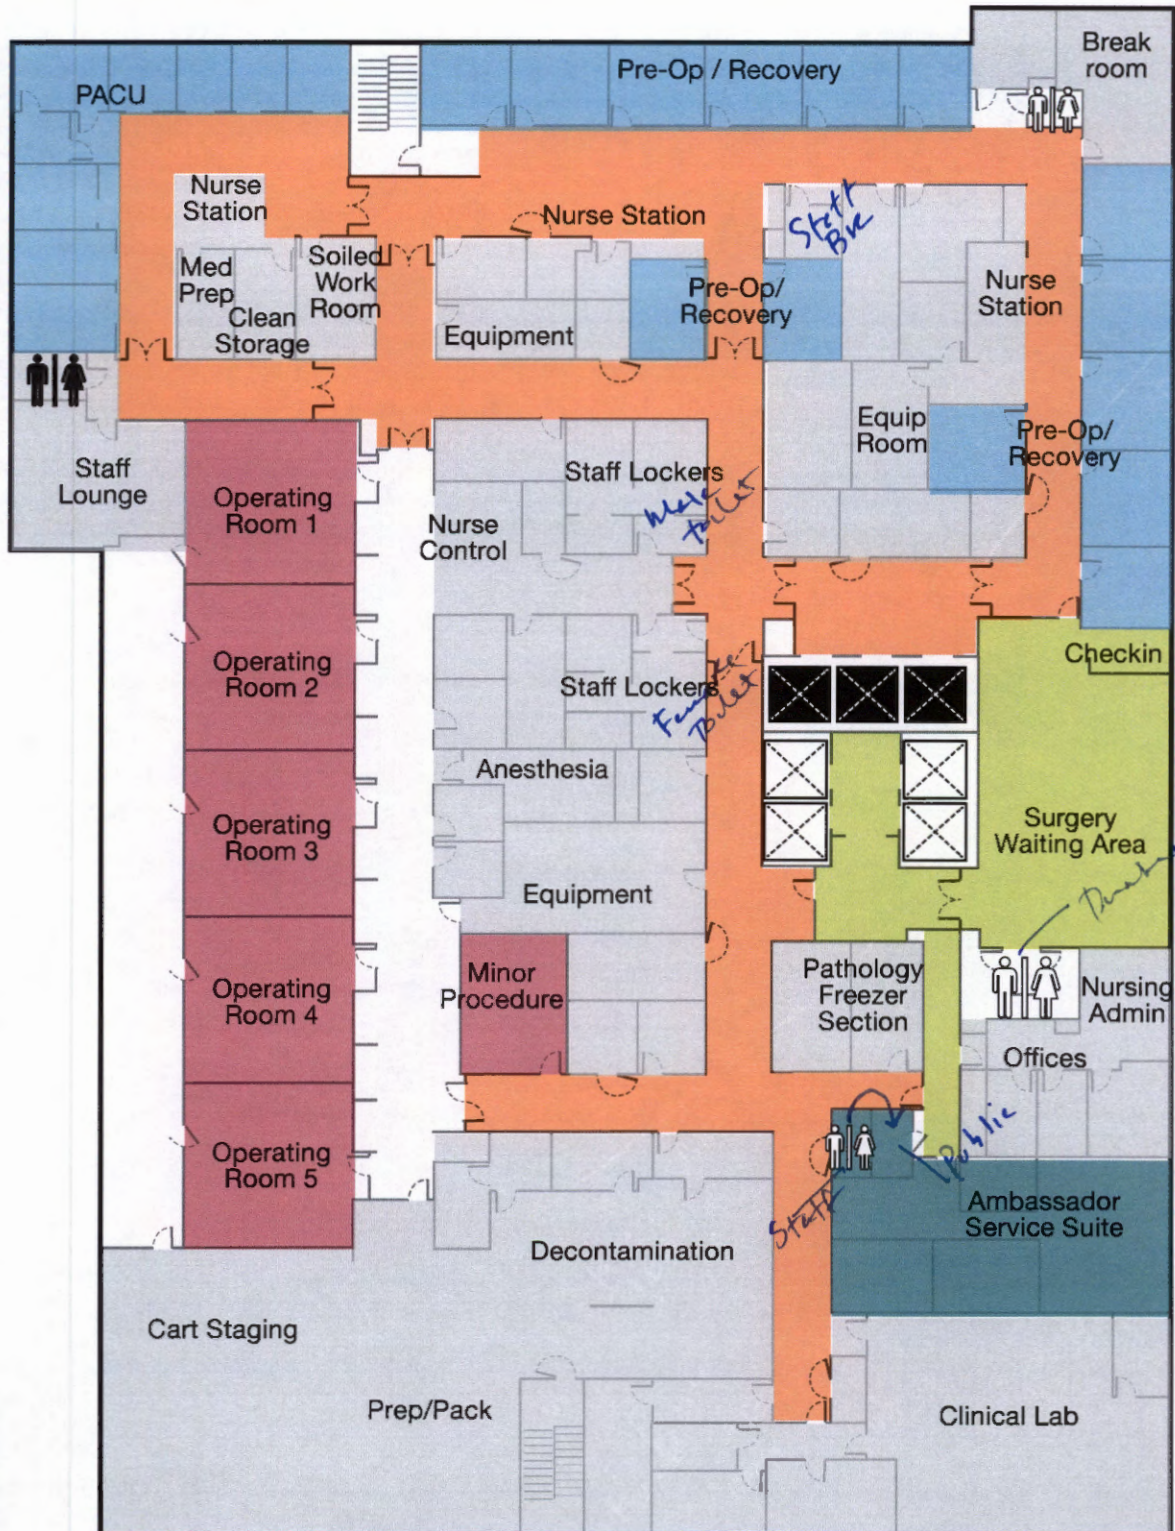 Break
room
Pre-Op / Recovery
PACU
Nurse
Station
Nurse Station
Staff
Med
Prep
Soiled
Work
Room
Clean
Storage
Equipment
Pre-Op/
Recovery
Nurse
Station
Equip
Room
Pre-Op/
Recovery
Staff
Lounge
Operating
Room 1
Staff Lockers
Male
toilet
Nurse
Control
Operating
Room 2
Staff Lockers
Female
Toilet
Checkin
Anesthesia
Operating
Room 3
Surgery
Waiting Area
Equipment
Minor
Procedure
Pathology
Freezer
Section
Nursing
Admin
Operating
Room 4
Offices
Public
Staff
Operating
Room 5
Ambassador
Service Suite
Decontamination
Cart Staging
Prep/Pack
Clinical Lab